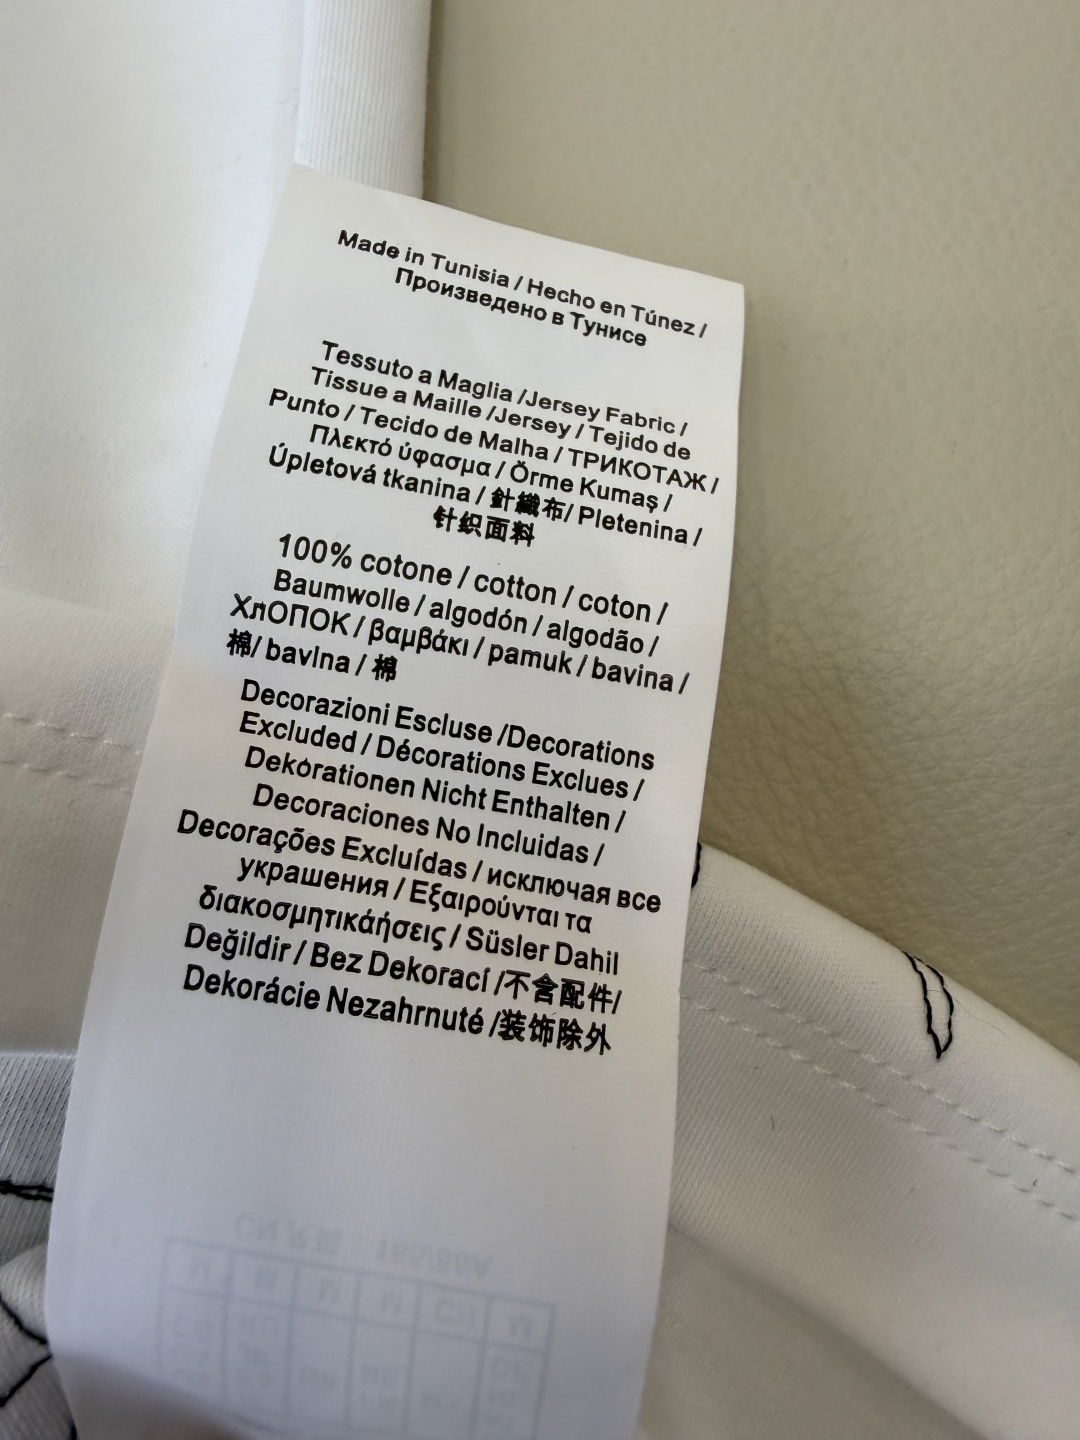 Made in Tunisia / Hecho en Túnez /
Произведено в Тунисе
Tessuto a Maglia /Jersey Fabric /
Tissue a Maille /Jersey / Tejido de
Punto / Tecido de Malha / ТРИКОТАЖ /
Πλεκτό ύφασμα / Örme Kumaş /
Úpletová tkanina / 針織布/ Pletenina /
针织面料
100% cotone / cotton / coton /
Baumwolle / algodón / algodão /
ХлОПОК / βαμβάκι / pamuk / bavina /
棉/ bavlna / 棉
Decorazioni Escluse /Decorations
Excluded / Décorations Exclues /
Dekorationen Nicht Enthalten /
Decoraciones No Incluidas /
Decorações Excluídas / исключая все
украшения / Εξαιρούνται τα
διακοσμητικάήσεις / Süsler Dahil
Değildir / Bez Dekorací /不含配件/
Dekorácie Nezahrnuté /装饰除外